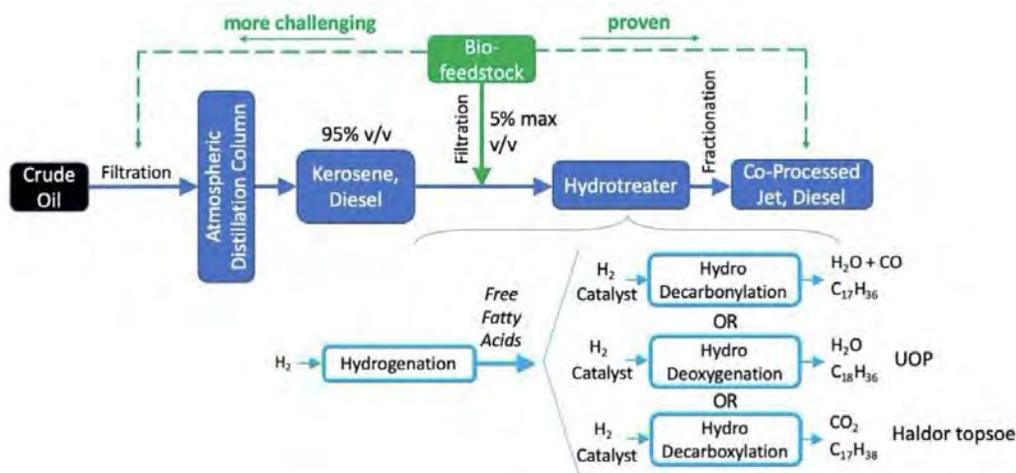 more challenging
proven
Bio-
feedstock
Filtration
5% max
v/v
Fractionation
95% v/v
Crude
Oil
Filtration
Atmospheric
Distillation Column
Kerosene,
Diesel
Hydrotreater
Co-Processed
Jet, Diesel
H₂
Hydrogenation
Free
Fatty
Acids
H₂
Catalyst
Hydro
Decarbonylation
H₂O + CO
C₁₇H₃₆
OR
H₂
Catalyst
Hydro
Deoxygenation
H₂O
C₁₈H₃₆
UOP
OR
H₂
Catalyst
Hydro
Decarboxylation
CO₂
C₁₇H₃₈
Haldor topsoe